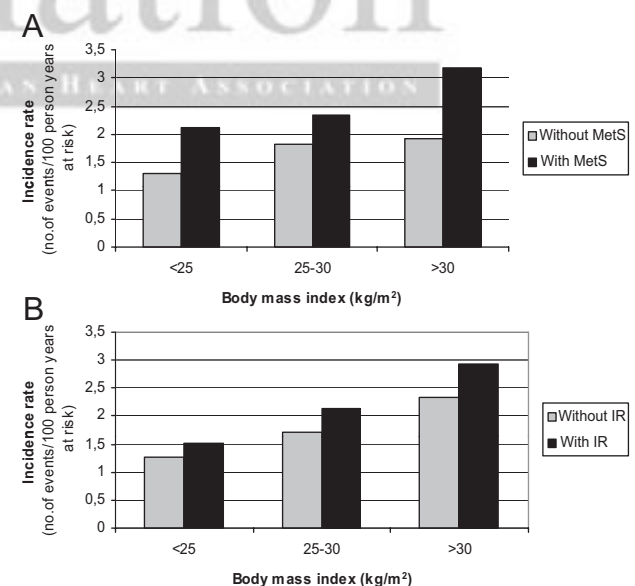 A
AN HEART ASSOCIATION
Incidence rate
(no.of events/100 person years
at risk)
3,5
3
2,5
2
1,5
1
0,5
0
<25 25-30 >30
Body mass index (kg/m²)
Without MetS
With MetS
B
Incidence rate
(no.of events/100 person years
at risk)
3,5
3
2,5
2
1,5
1
0,5
0
<25 25-30 >30
Body mass index (kg/m²)
Without IR
With IR